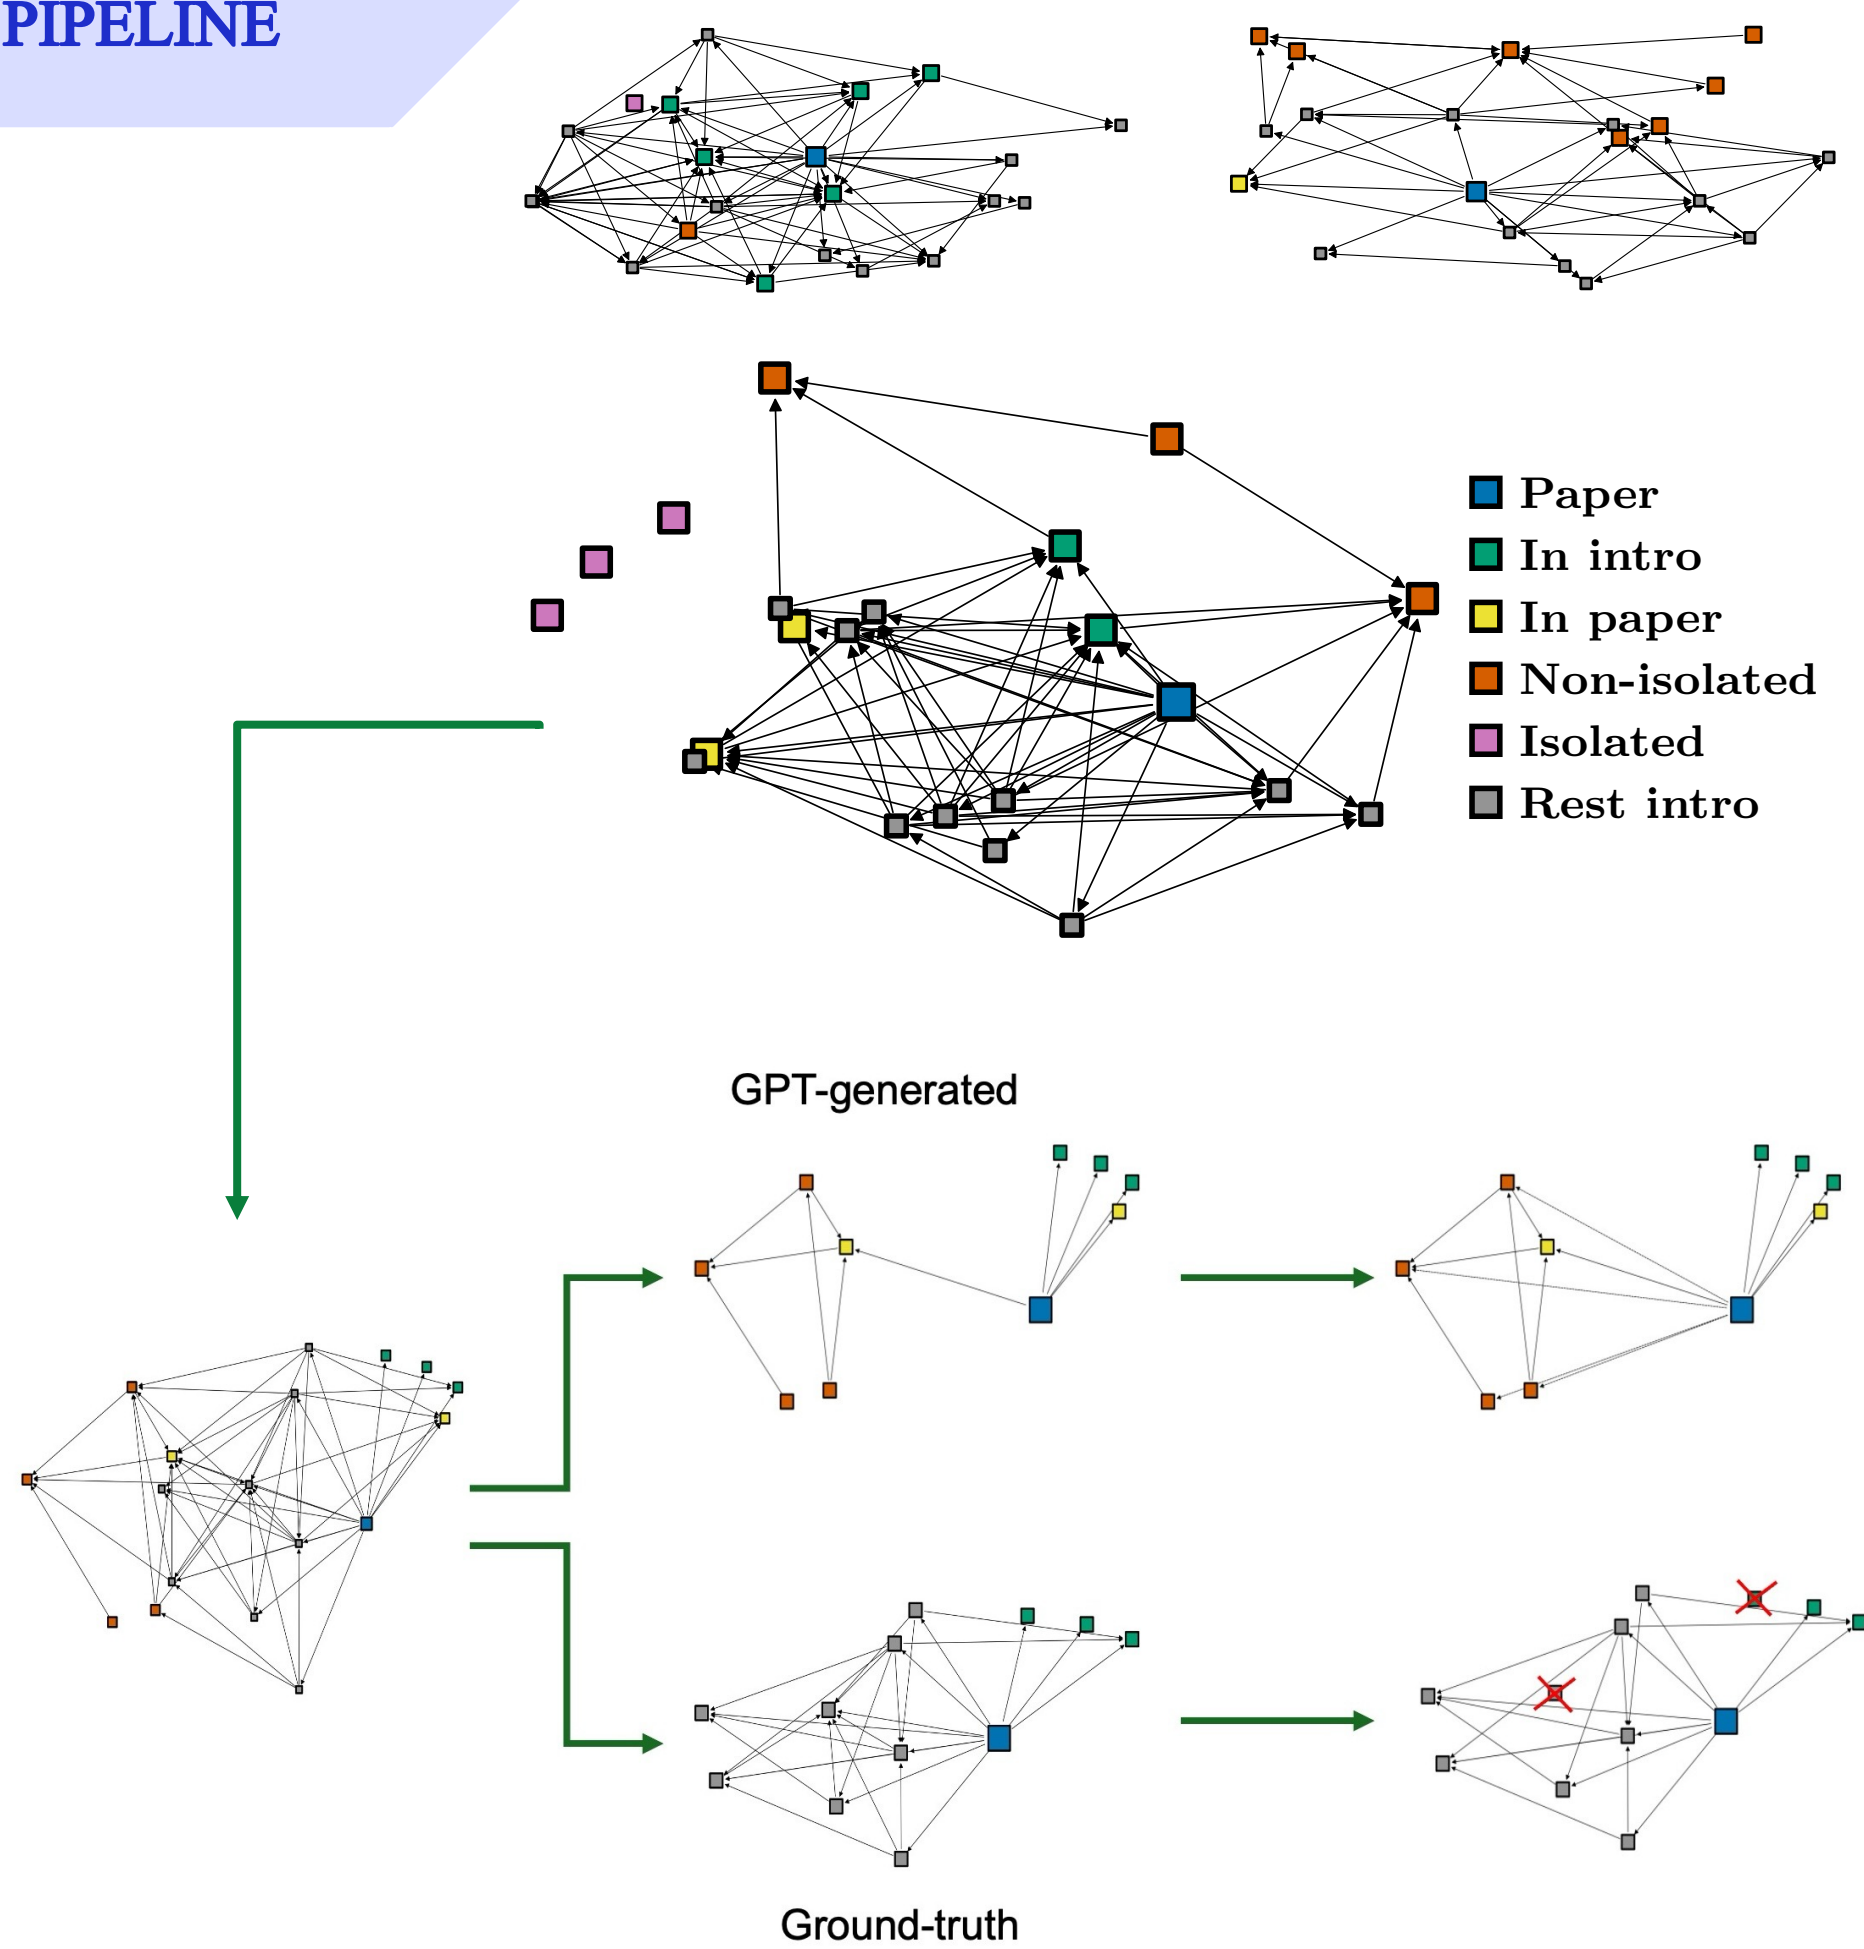 PIPELINE
Paper
In intro
In paper
Non-isolated
Isolated
Rest intro
GPT-generated
Ground-truth